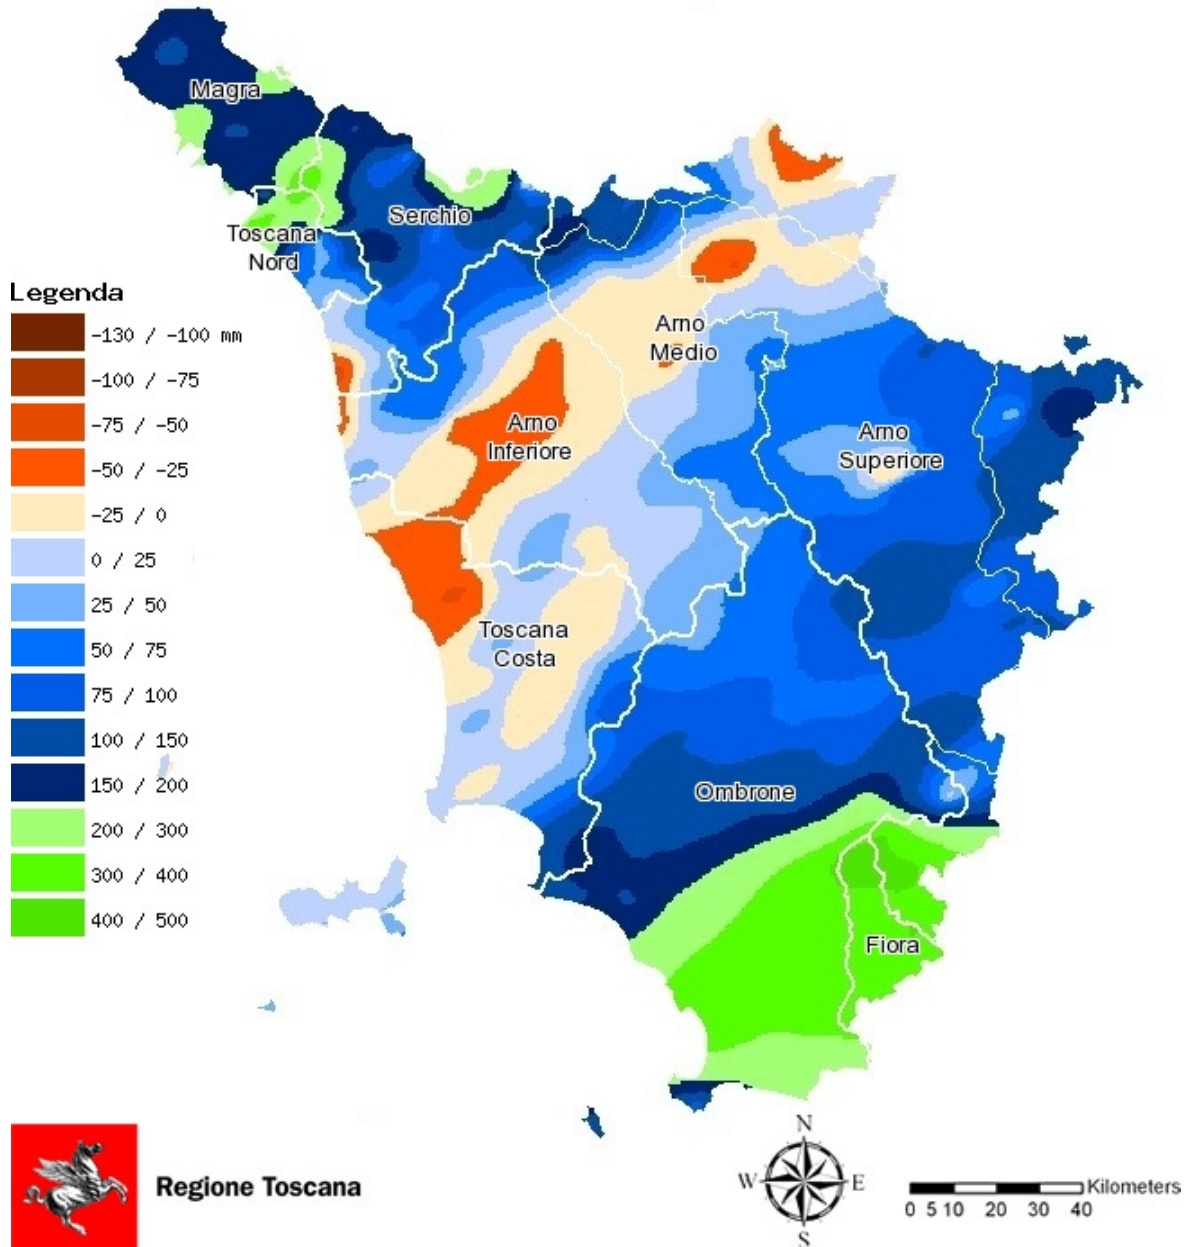 Magra
Serchio
Toscana
Nord
Legenda
-130 / -100 mm
-100 / -75
-75 / -50
-50 / -25
-25 / 0
0 / 25
25 / 50
50 / 75
75 / 100
100 / 150
150 / 200
200 / 300
300 / 400
400 / 500
Arno
Medio
Arno
Inferiore
Arno
Superiore
Toscana
Costa
Ombrone
Fiora
Regione Toscana
N
W E
S
Kilometers
0 5 10 20 30 40